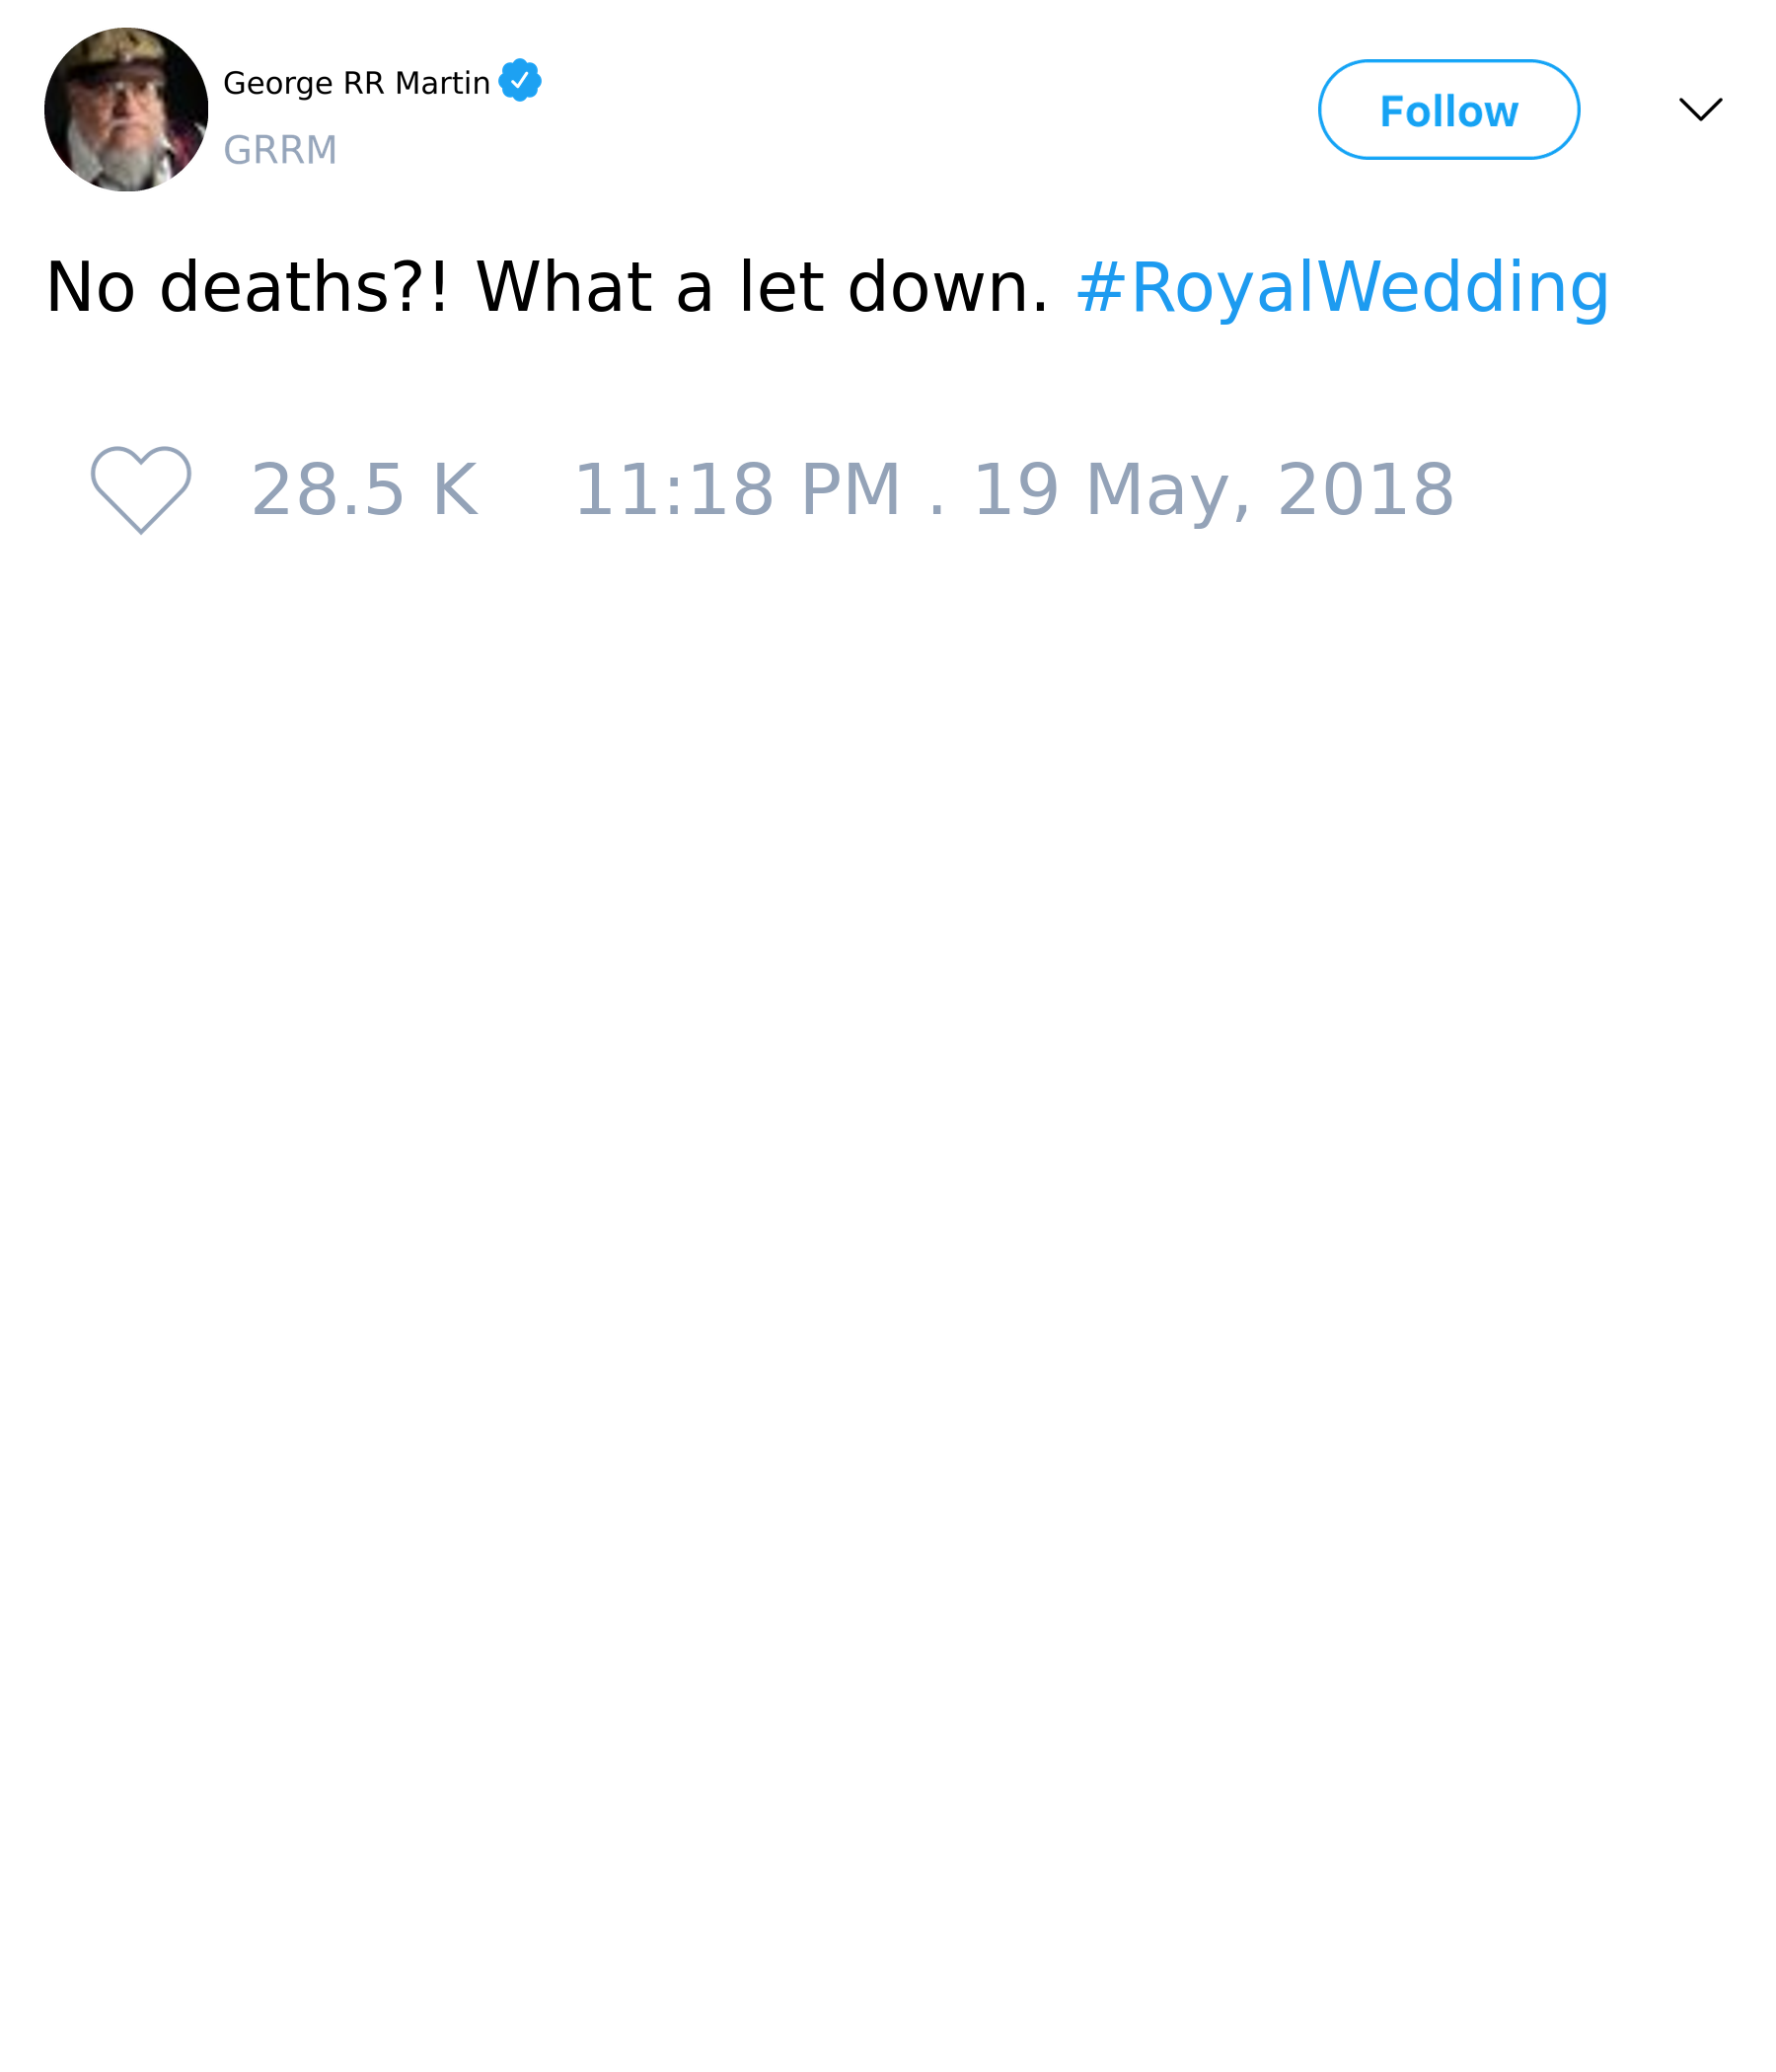 George RR Martin
GRRM
Follow
No deaths?! What a let down. #RoyalWedding
28.5 K 11:18 PM . 19 May, 2018